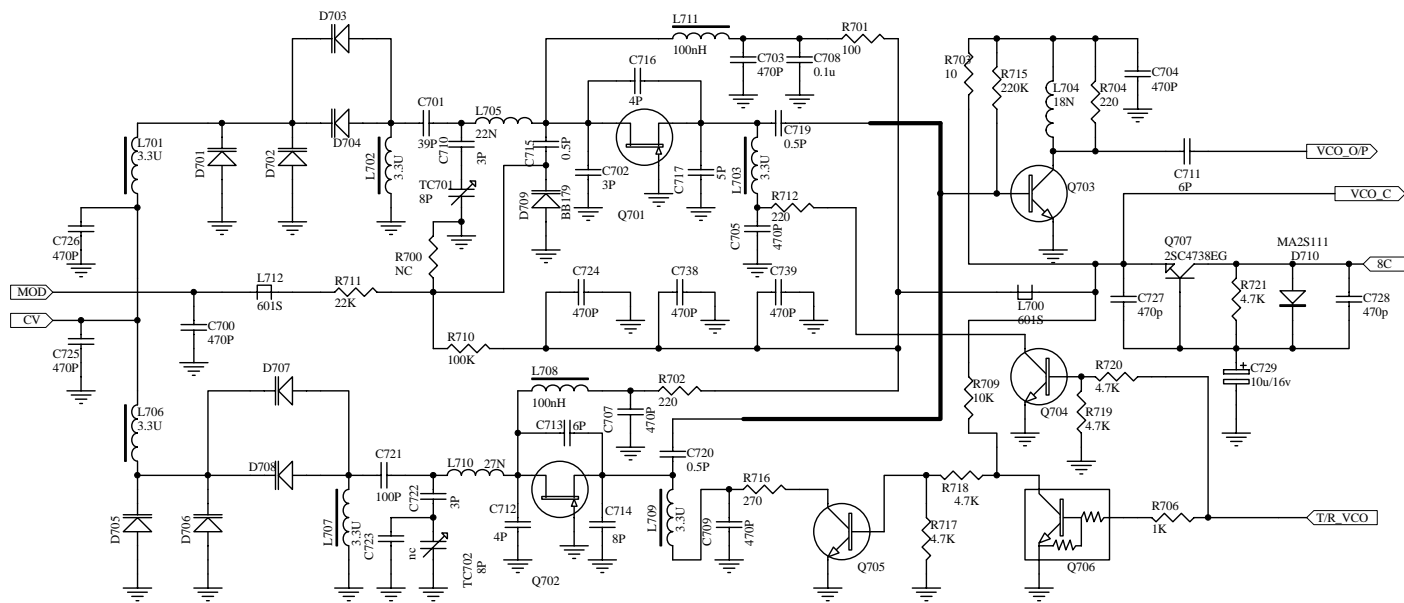 D703
L711
100nH
R701
100
C703
470P
C708
0.1u
R703
10
R715
220K
L704
18N
R704
220
C704
470P
C716
4P
L701
3.3U
D701
D702
D704
L702
3.3U
C701
39P
L705
22N
C710
3P
TC701
8P
C715
0.5P
D709
BB179
C702
3P
Q701
C717
5P
L703
3.3U
C719
0.5P
R712
220
C705
470P
Q703
C711
6P
VCO_O/P
VCO_C
C726
470P
R700
NC
Q707
2SC4738EG
MA2S111
D710
8C
MOD
L712
601S
R711
22K
C724
470P
C738
470P
C739
470P
L700
601S
C727
470p
R721
4.7K
C728
470p
CV
C700
470P
C725
470P
R710
100K
C729
10u/16v
D707
L708
100nH
R702
220
C707
470P
R709
10K
Q704
R720
4.7K
R719
4.7K
L706
3.3U
C713
6P
C720
0.5P
D708
C721
100P
L710
27N
D705
D706
L707
3.3U
C722
3P
C723
nc
TC702
8P
C712
4P
Q702
C714
8P
L709
3.3U
C709
470P
R716
270
Q705
R718
4.7K
R717
4.7K
Q706
R706
1K
T/R_VCO